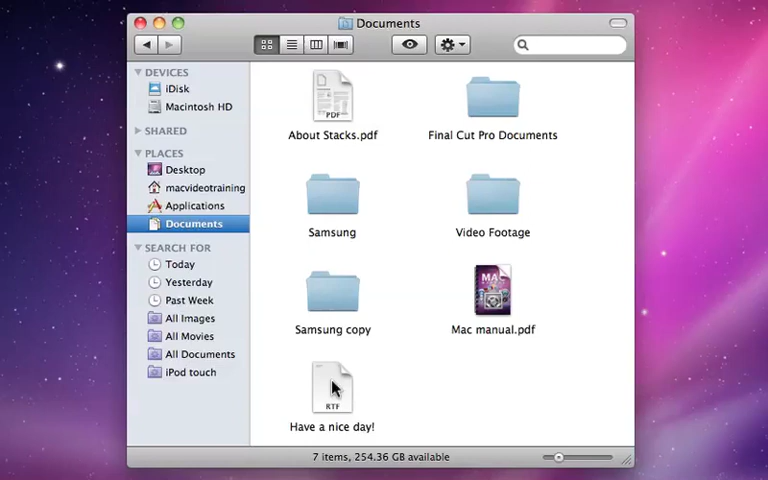 Documents
DEVICES
iDisk
Macintosh HD
SHARED
PLACES
Desktop
macvideotraining
Applications
Documents
SEARCH FOR
Today
Yesterday
Past Week
All Images
All Movies
All Documents
iPod touch
PDF
About Stacks.pdf
Final Cut Pro Documents
Samsung
Video Footage
Samsung copy
MAC
Mac manual.pdf
RTF
Have a nice day!
7 items, 254.36 GB available